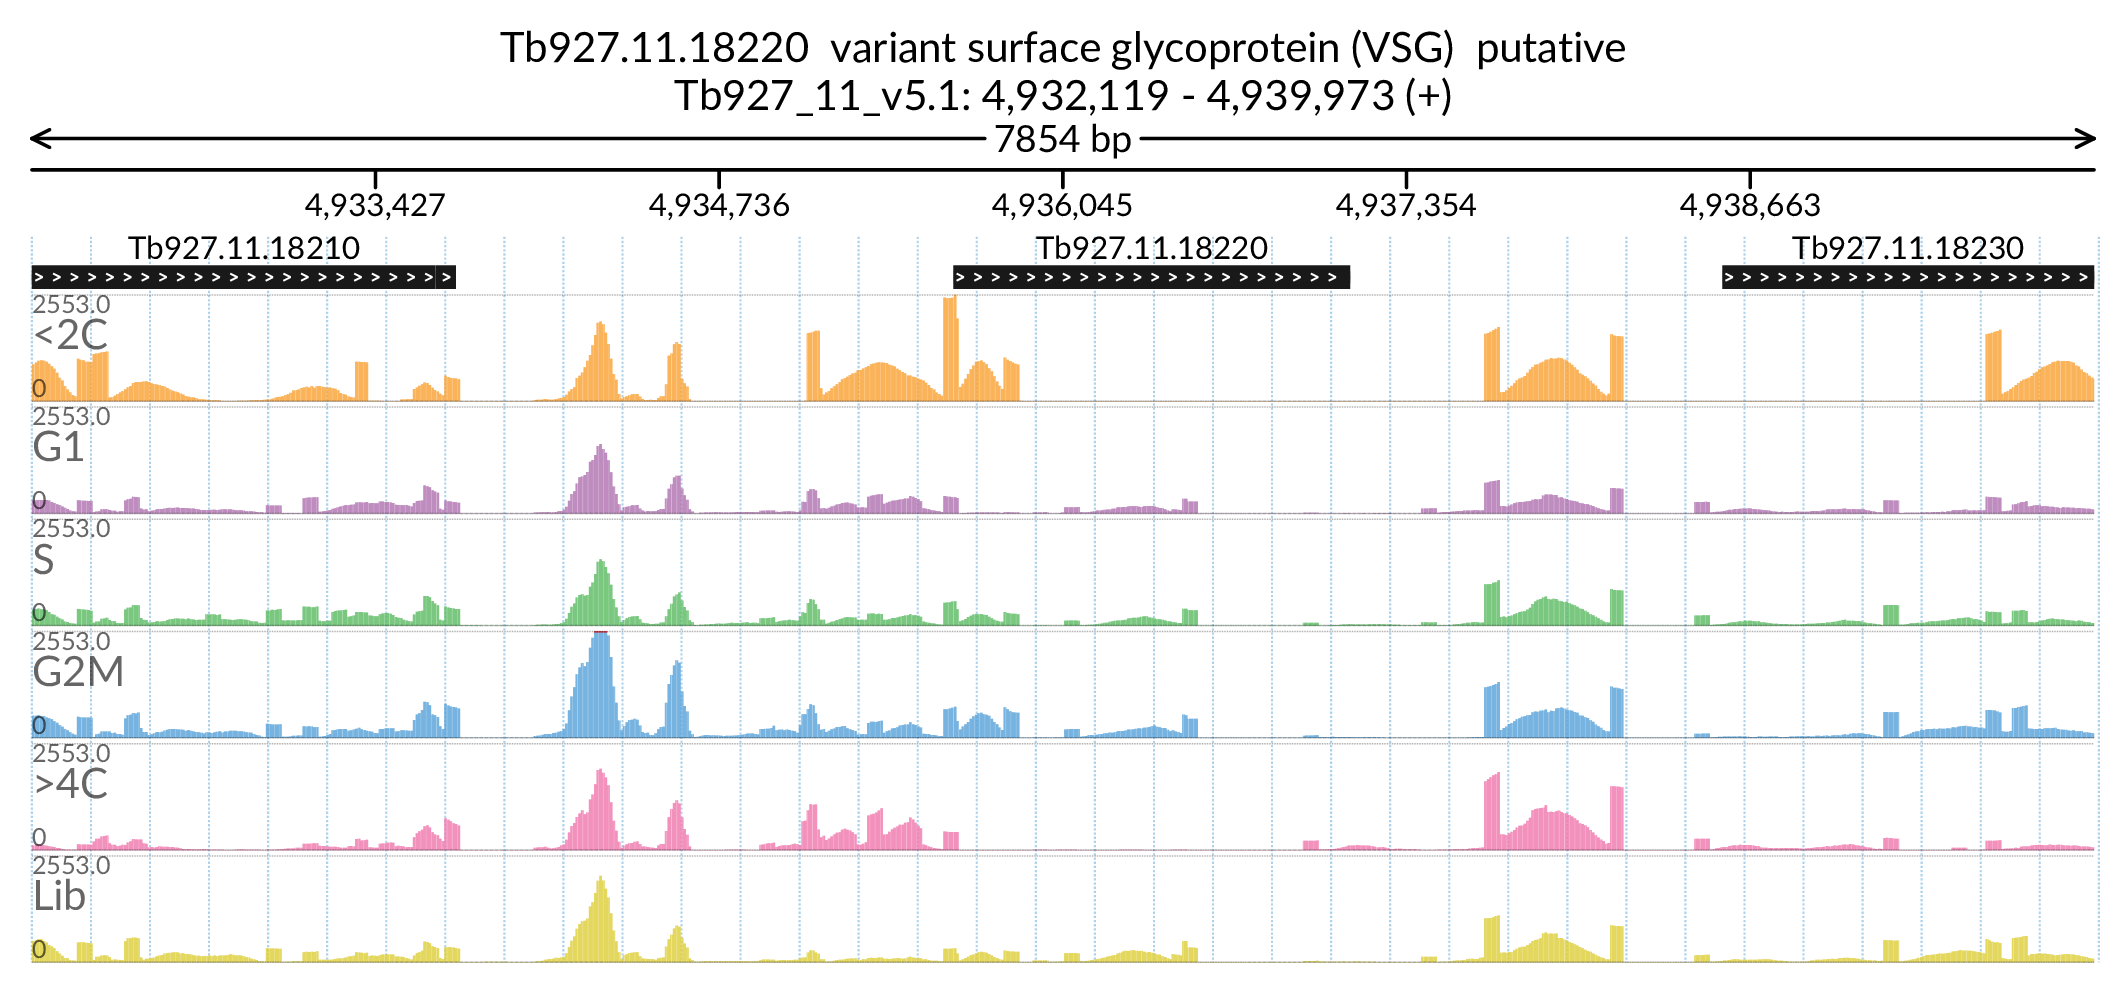 Tb927.11.18220 variant surface glycoprotein (VSG) putative
Tb927_11_v5.1: 4,932,119 - 4,939,973 (+)
7854 bp
4,933,427 4,934,736 4,936,045 4,937,354 4,938,663
Tb927.11.18210 Tb927.11.18220 Tb927.11.18230
2553.0
<2C
0
2553.0
G1
0
2553.0
S
0
2553.0
G2M
0
2553.0
>4C
0
2553.0
Lib
0